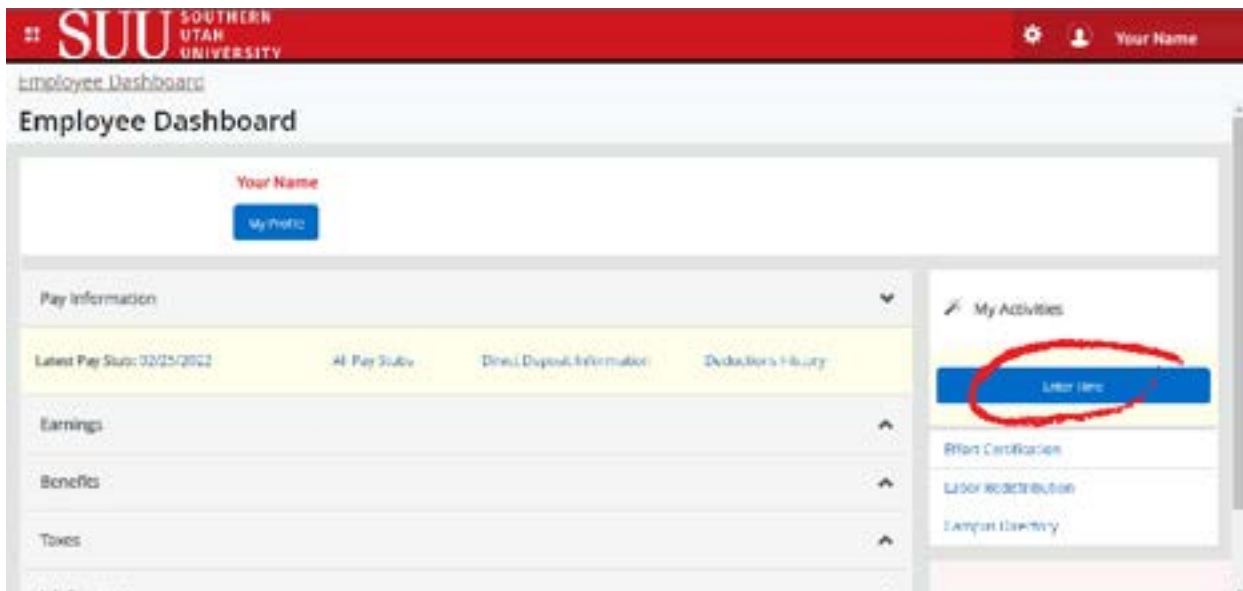 SUU SOUTHERN
UTAH
UNIVERSITY
Your Name
Employee Dashboard
Employee Dashboard
Your Name
My Profile
Pay Information
Latest Pay Stub: 02/25/2022 All Pay Stubs Direct Deposit Information Deductions History
Earnings
Benefits
Taxes
My Activities
Enter Time
Effort Certification
Labor Redistribution
Campus Directory